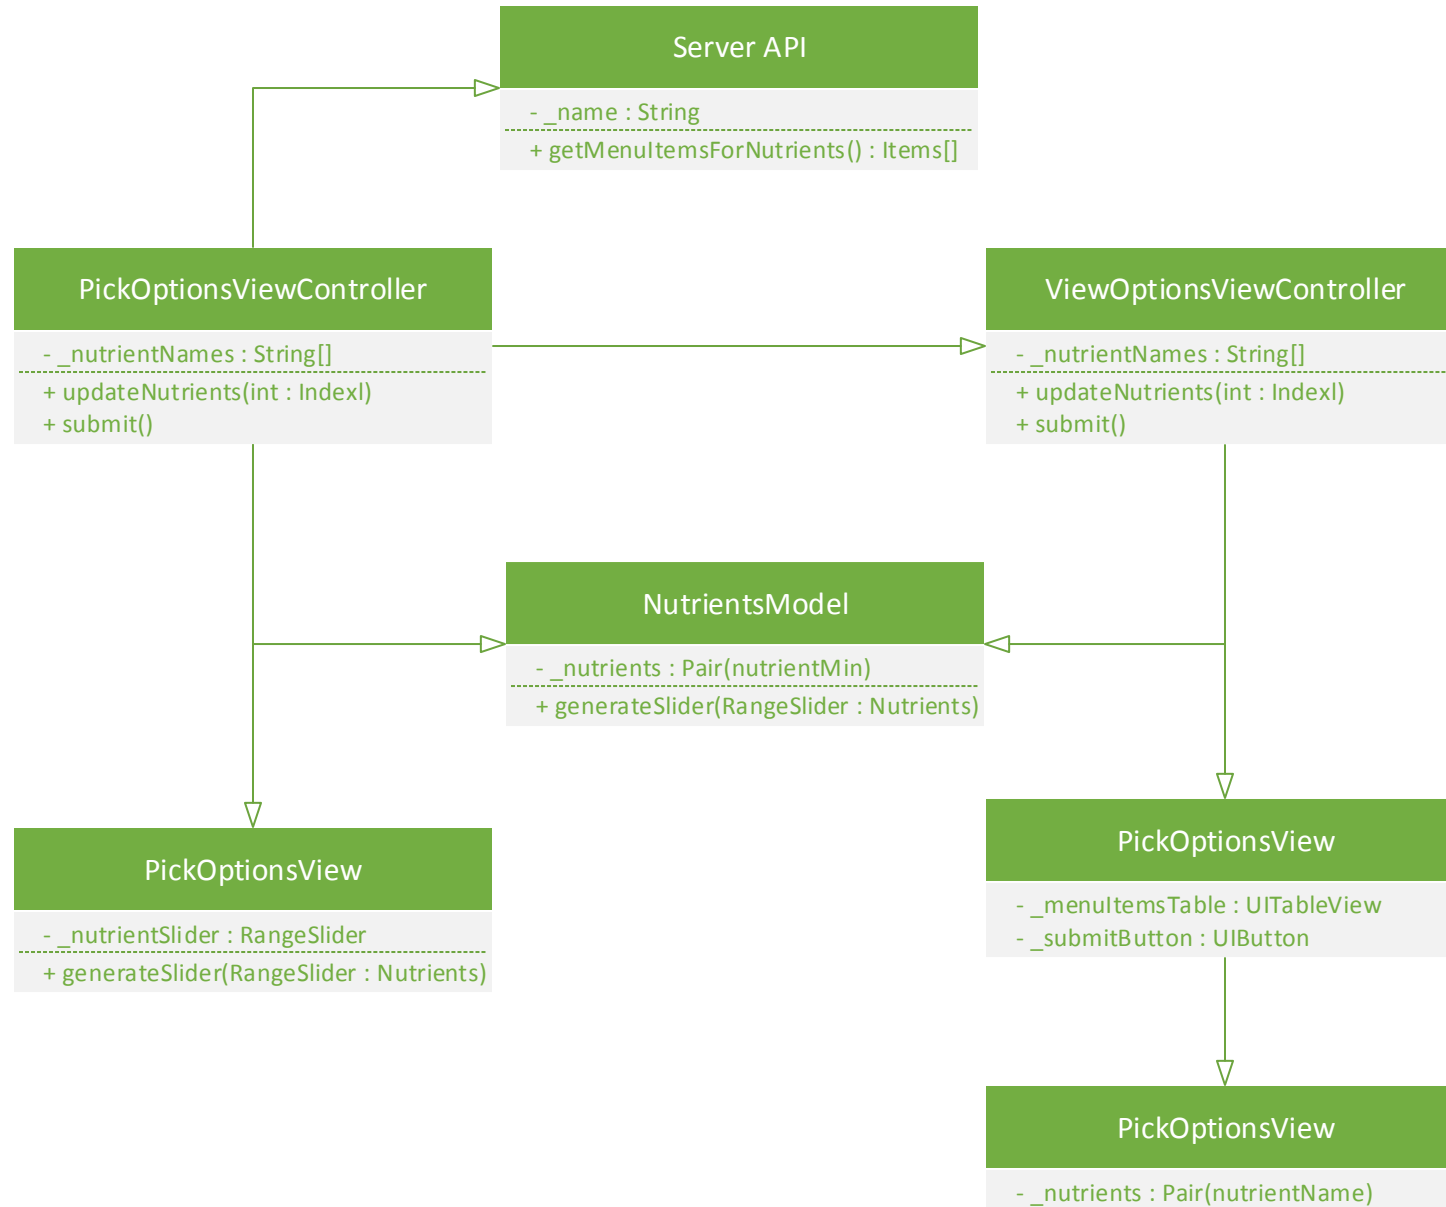 Server API
- _name : String
+ getMenuItemsForNutrients() : Items[]
PickOptionsViewController
- _nutrientNames : String[]
+ updateNutrients(int : Indexl)
+ submit()
ViewOptionsViewController
- _nutrientNames : String[]
+ updateNutrients(int : Indexl)
+ submit()
NutrientsModel
- _nutrients : Pair(nutrientMin)
+ generateSlider(RangeSlider : Nutrients)
PickOptionsView
- _nutrientSlider : RangeSlider
+ generateSlider(RangeSlider : Nutrients)
PickOptionsView
- _menuItemsTable : UITableView
- _submitButton : UIButton
PickOptionsView
- _nutrients : Pair(nutrientName)